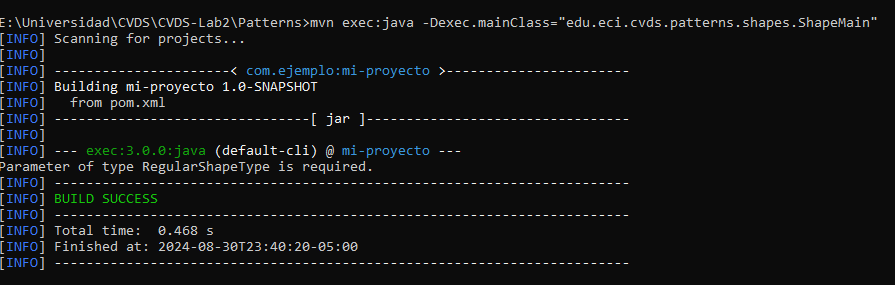 E:\Universidad\CVDS\CVDS-Lab2\Patterns>mvn exec:java -Dexec.mainClass="edu.eci.cvds.patterns.shapes.ShapeMain"
[INFO] Scanning for projects...
[INFO]
[INFO] ----------------------< com.ejemplo:mi-proyecto >-----------------------
[INFO] Building mi-proyecto 1.0-SNAPSHOT
[INFO]   from pom.xml
[INFO] --------------------------------[ jar ]---------------------------------
[INFO]
[INFO] --- exec:3.0.0:java (default-cli) @ mi-proyecto ---
Parameter of type RegularShapeType is required.
[INFO] ------------------------------------------------------------------------
[INFO] BUILD SUCCESS
[INFO] ------------------------------------------------------------------------
[INFO] Total time:  0.468 s
[INFO] Finished at: 2024-08-30T23:40:20-05:00
[INFO] ------------------------------------------------------------------------